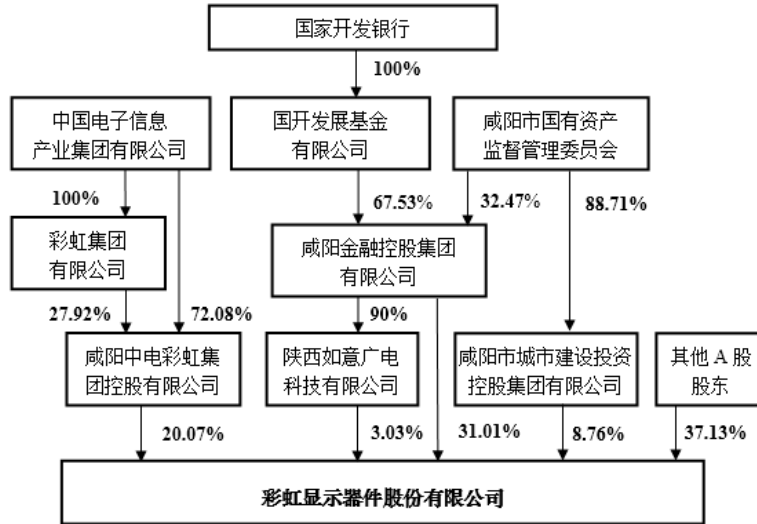 国家开发银行
100%
中国电子信息
产业集团有限公司
国开发展基金
有限公司
咸阳市国有资产
监督管理委员会
100%
67.53%
32.47%
88.71%
彩虹集团
有限公司
咸阳金融控股集团
有限公司
27.92%
72.08%
90%
咸阳中电彩虹集
团控股有限公司
陕西如意广电
科技有限公司
咸阳市城市建设投资
控股集团有限公司
其他 A 股
股东
20.07%
3.03%
31.01%
8.76%
37.13%
彩虹显示器件股份有限公司